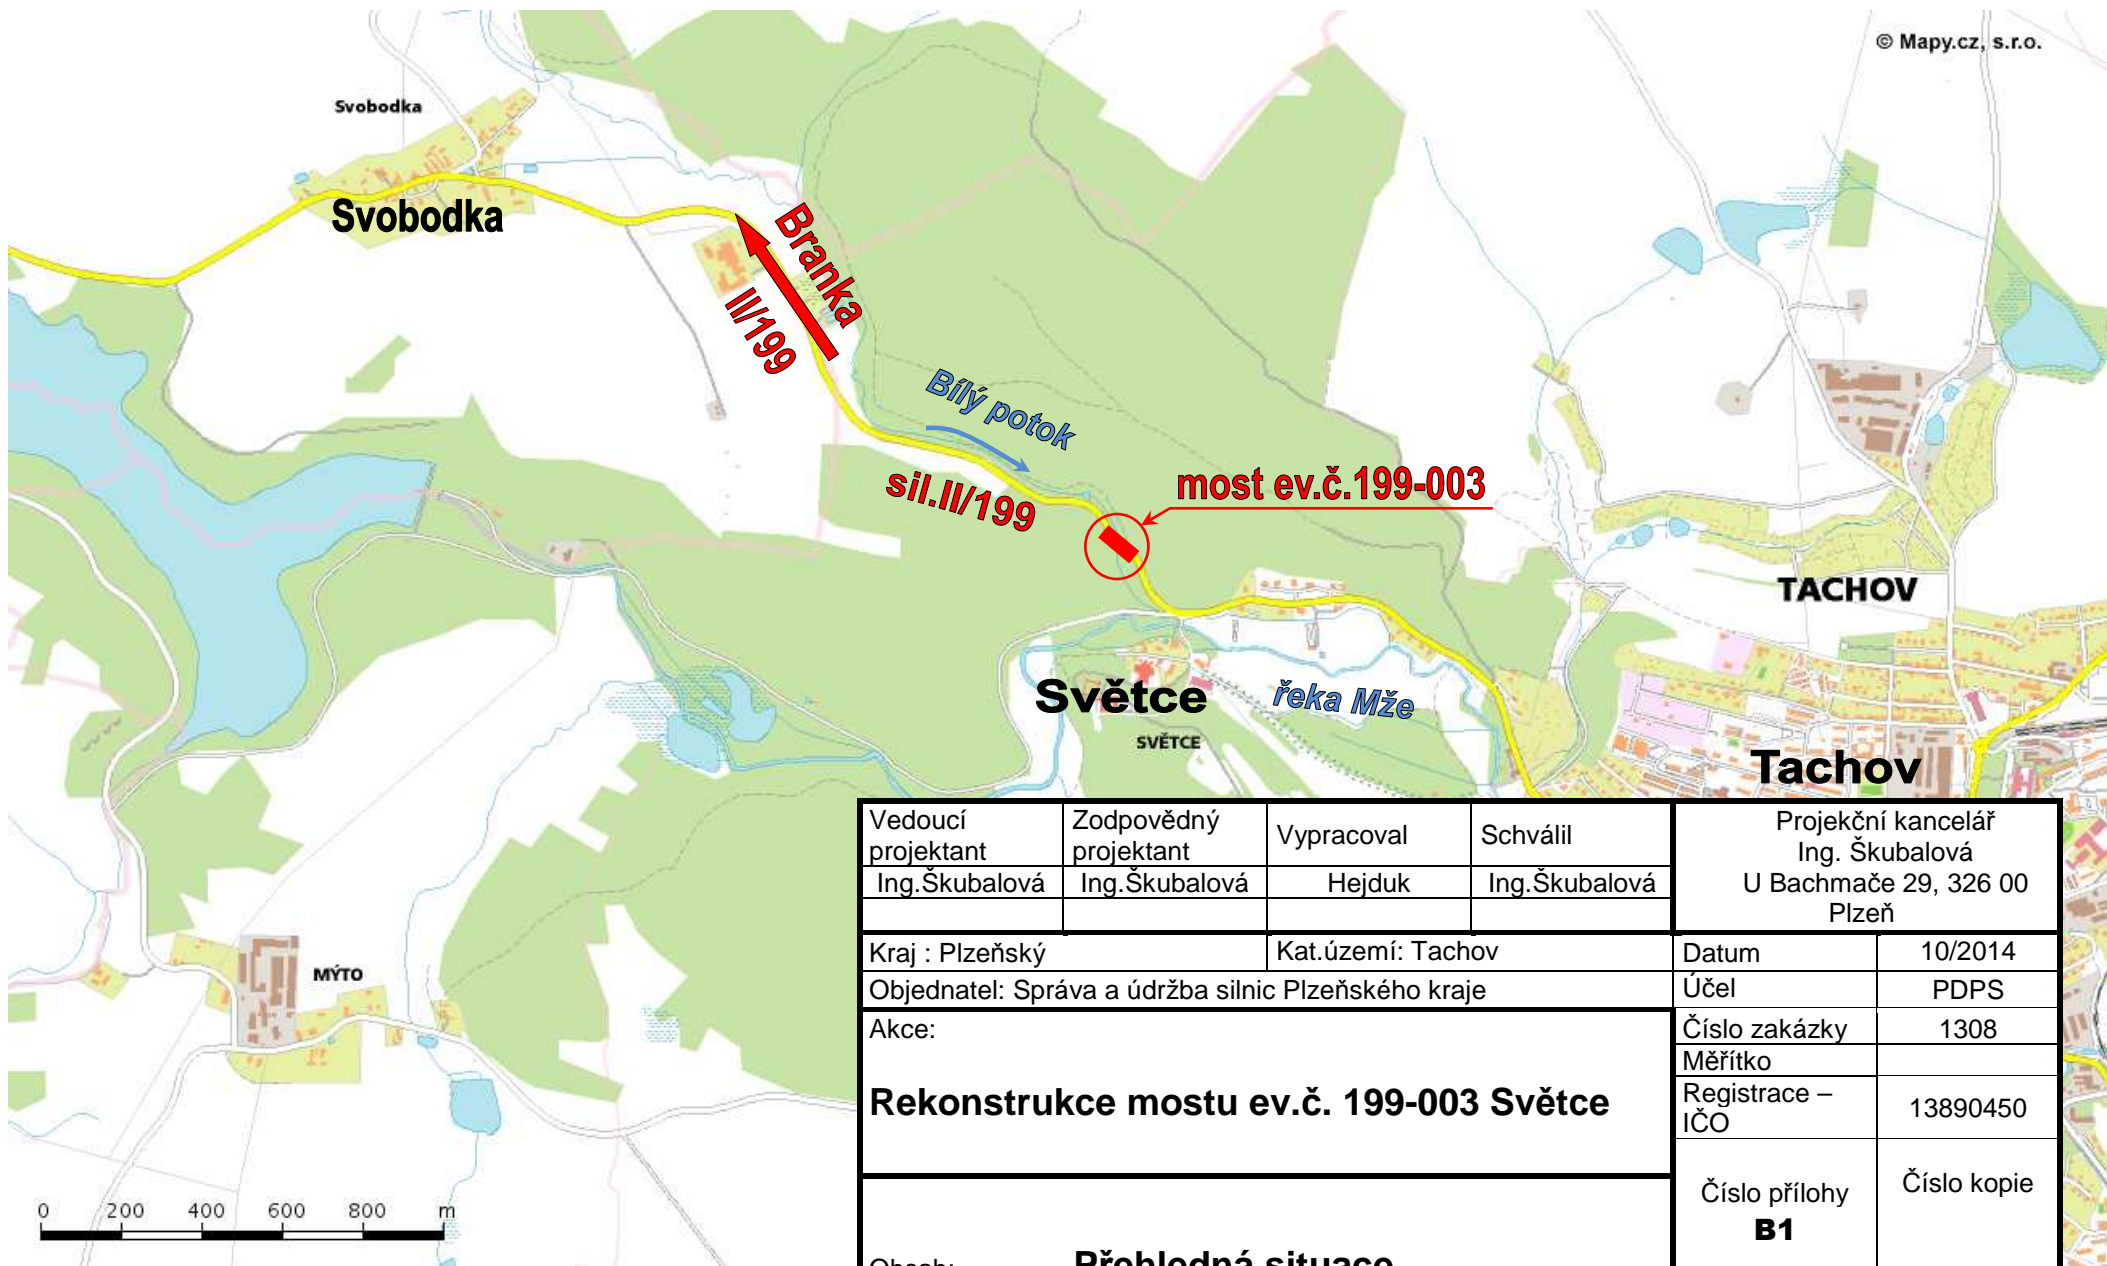 © Mapy.cz, s.r.o.
Svobodka
Svobodka
Branka
II/199
Bílý potok
sil.II/199
most ev.č.199-003
TACHOV
Světce
řeka Mže
SVĚTCE
Tachov
MÝTO
0 200 400 600 800 m
Vedoucí projektant
Zodpovědný projektant
Vypracoval
Schválil
Ing.Škubalová
Ing.Škubalová
Hejduk
Ing.Škubalová
Projekční kancelář
Ing. Škubalová
U Bachmače 29, 326 00
Plzeň
Kraj : Plzeňský
Kat.území: Tachov
Datum 10/2014
Objednatel: Správa a údržba silnic Plzeňského kraje
Účel PDPS
Akce:
Číslo zakázky 1308
Měřítko
Rekonstrukce mostu ev.č. 199-003 Světce
Registrace –
IČO
13890450
Číslo přílohy
B1
Číslo kopie
Obsah:
Přehledná situace